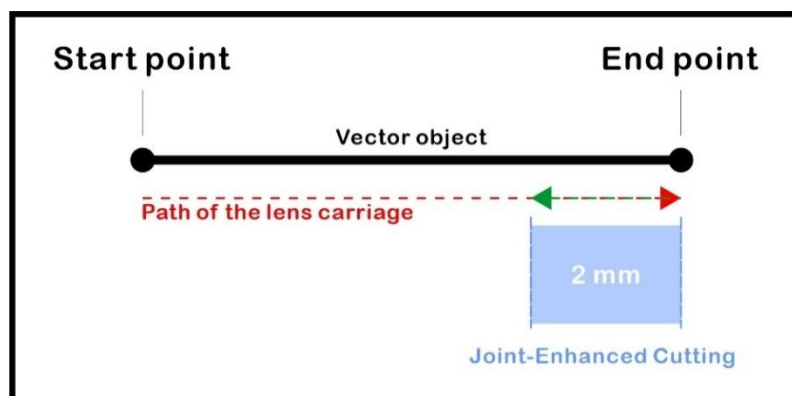 Start point
End point
Vector object
Path of the lens carriage
2 mm
Joint-Enhanced Cutting